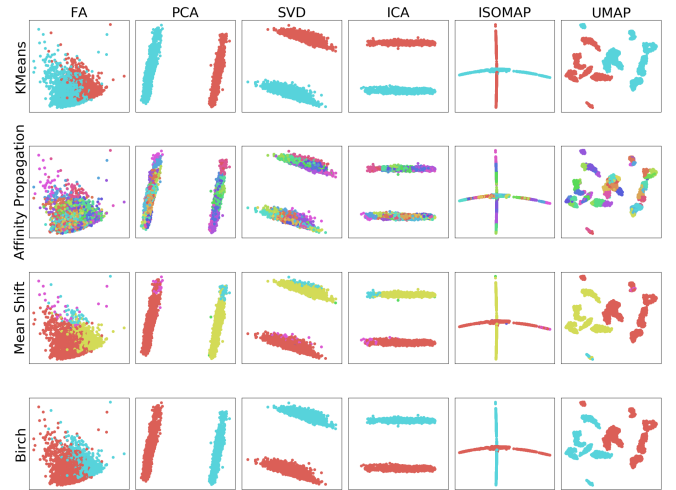 FA PCA SVD ICA ISOMAP UMAP
KMeans
Affinity Propagation
Mean Shift
Birch